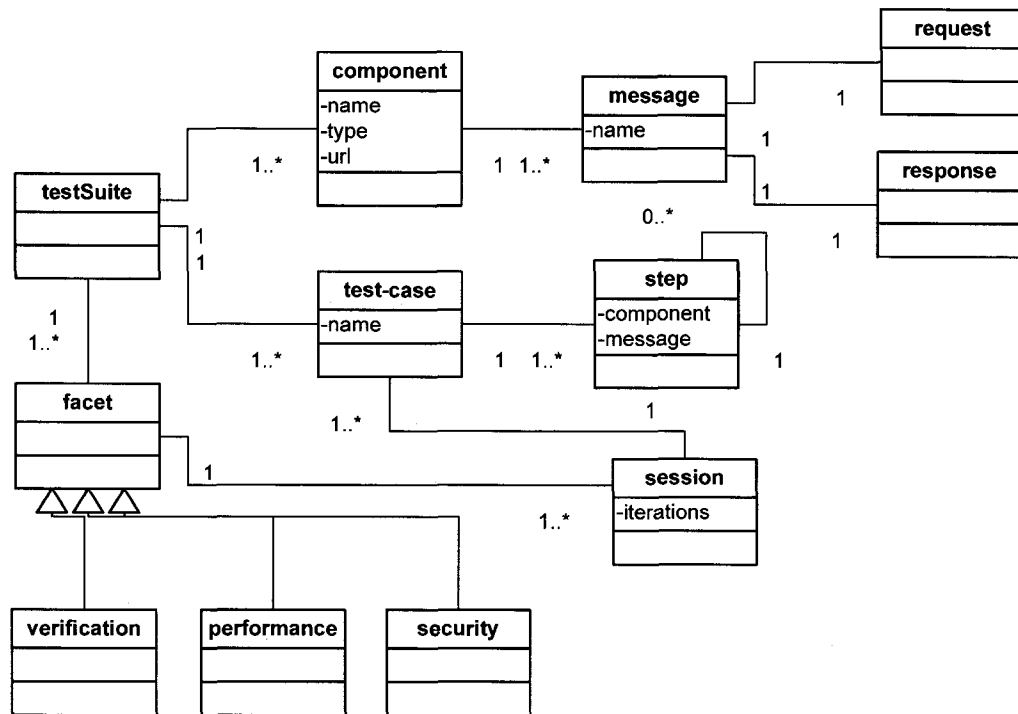 request
component
message
-name
-type
-url
-name
1
1
1..*
1 1..*
response
testSuite
1
0..*
1
1
1
test-case
step
-name
-component
-message
1
1..*
1..*
1 1..*
1
facet
1..*
1
session
1
-iterations
1..*
verification
performance
security